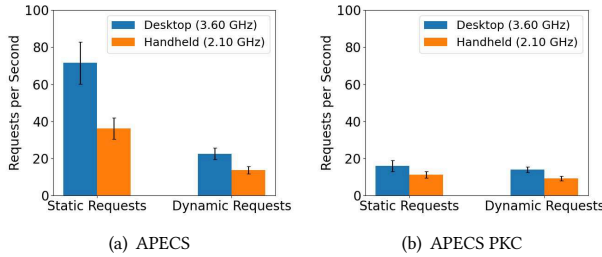 Requests per Second
100
80
60
40
20
0
Desktop (3.60 GHz)
Handheld (2.10 GHz)
Static Requests Dynamic Requests
(a) APECS
Requests per Second
100
80
60
40
20
0
Desktop (3.60 GHz)
Handheld (2.10 GHz)
Static Requests Dynamic Requests
(b) APECS PKC